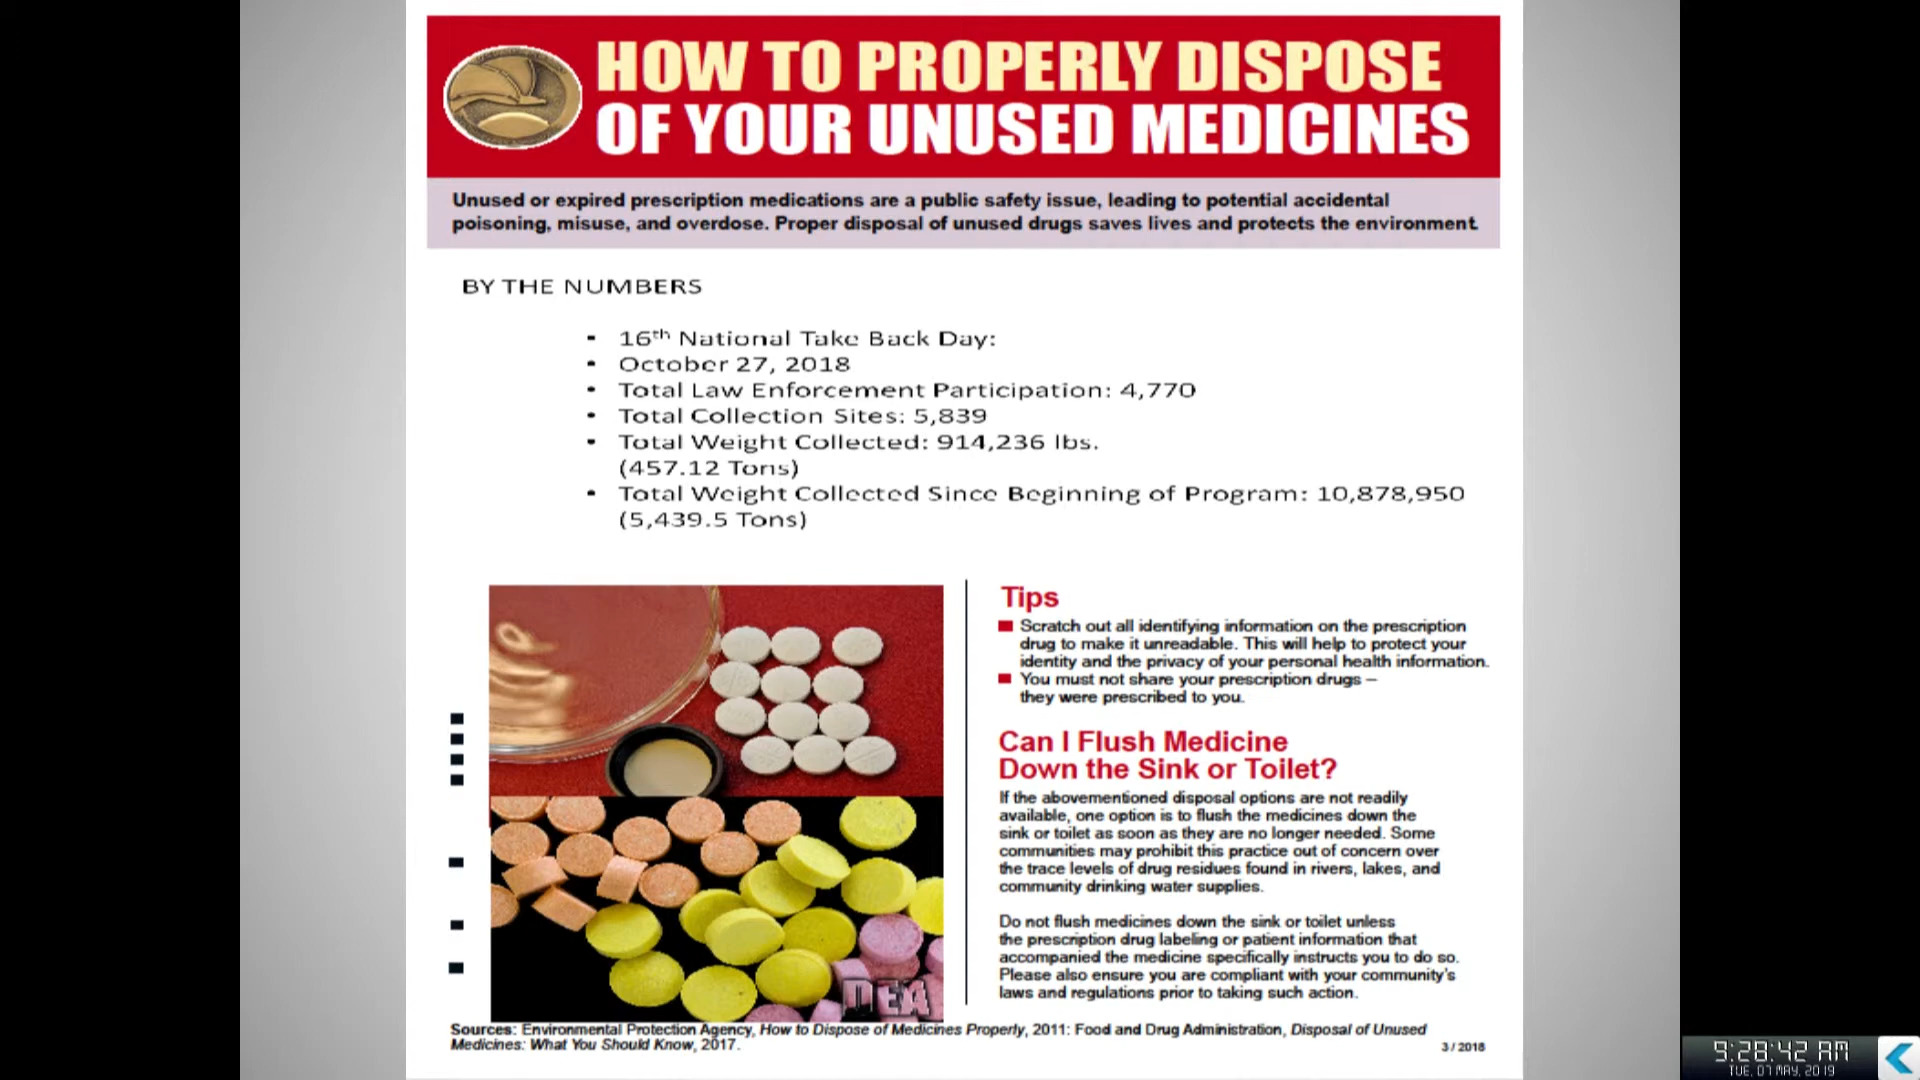 HOW TO PROPERLY DISPOSE
OF YOUR UNUSED MEDICINES
Unused or expired prescription medications are a public safety issue, leading to potential accidental
poisoning, misuse, and overdose. Proper disposal of unused drugs saves lives and protects the environment.
BY THE NUMBERS
▪ 16th National Take Back Day:
▪ October 27, 2018
▪ Total Law Enforcement Participation: 4,770
▪ Total Collection Sites: 5,839
▪ Total Weight Collected: 914,236 lbs.
(457.12 Tons)
▪ Total Weight Collected Since Beginning of Program: 10,878,950
(5,439.5 Tons)
DEA
Tips
■ Scratch out all identifying information on the prescription
drug to make it unreadable. This will help to protect your
identity and the privacy of your personal health information.
■ You must not share your prescription drugs –
they were prescribed to you.
Can I Flush Medicine
Down the Sink or Toilet?
If the abovementioned disposal options are not readily
available, one option is to flush the medicines down the
sink or toilet as soon as they are no longer needed. Some
communities may prohibit this practice out of concern over
the trace levels of drug residues found in rivers, lakes, and
community drinking water supplies.
Do not flush medicines down the sink or toilet unless
the prescription drug labeling or patient information that
accompanied the medicine specifically instructs you to do so.
Please also ensure you are compliant with your community's
laws and regulations prior to taking such action.
Sources: Environmental Protection Agency, How to Dispose of Medicines Properly, 2011: Food and Drug Administration, Disposal of Unused
Medicines: What You Should Know, 2017.
3 / 2018
9:28:42 AM
TUE, 07 MAY, 2019